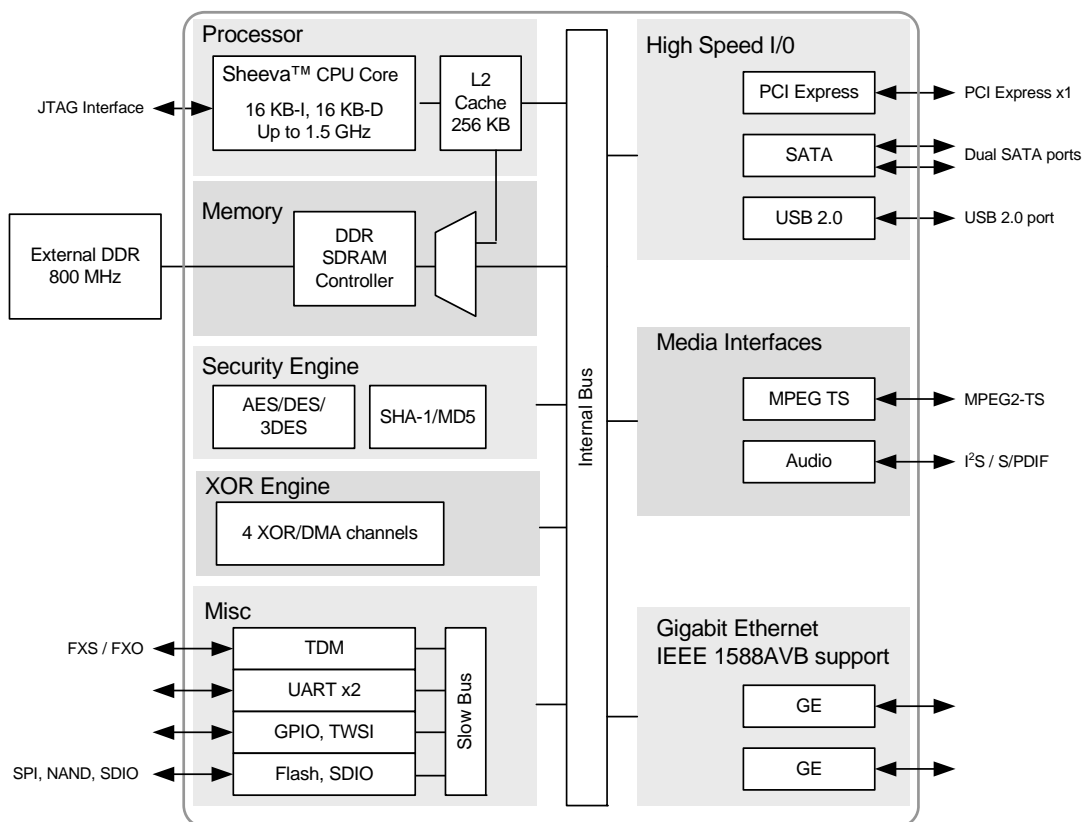 Processor
Sheeva™ CPU Core
16 KB-I, 16 KB-D
Up to 1.5 GHz
L2
Cache
256 KB
JTAG Interface
Memory
External DDR
800 MHz
DDR
SDRAM
Controller
Security Engine
AES/DES/
3DES
SHA-1/MD5
XOR Engine
4 XOR/DMA channels
Misc
FXS / FXO
TDM
UART x2
GPIO, TWSI
SPI, NAND, SDIO
Flash, SDIO
Slow Bus
Internal Bus
High Speed I/0
PCI Express
PCI Express x1
SATA
Dual SATA ports
USB 2.0
USB 2.0 port
Media Interfaces
MPEG TS
MPEG2-TS
Audio
I²S / S/PDIF
Gigabit Ethernet
IEEE 1588AVB support
GE
GE